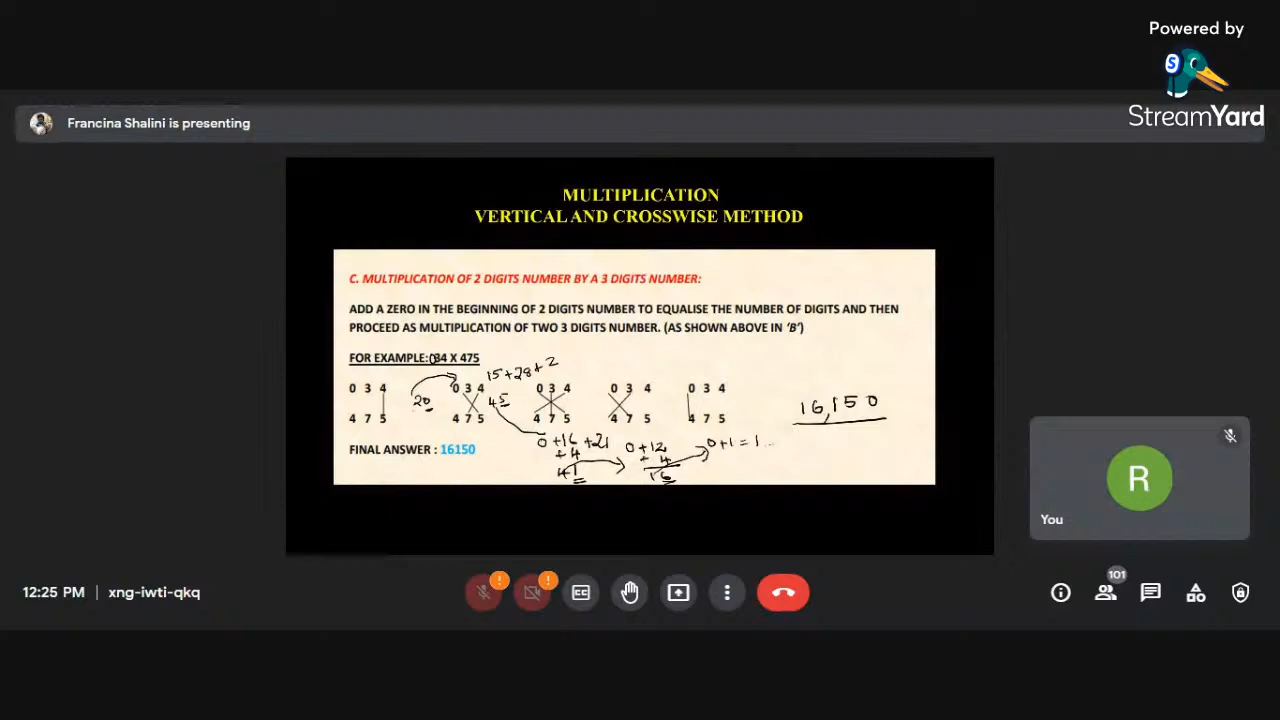 Powered by
S
StreamYard
Francina Shalini is presenting
MULTIPLICATION
VERTICAL AND CROSSWISE METHOD
C. MULTIPLICATION OF 2 DIGITS NUMBER BY A 3 DIGITS NUMBER:
ADD A ZERO IN THE BEGINNING OF 2 DIGITS NUMBER TO EQUALISE THE NUMBER OF DIGITS AND THEN
PROCEED AS MULTIPLICATION OF TWO 3 DIGITS NUMBER. (AS SHOWN ABOVE IN 'B')
FOR EXAMPLE: 034 X 475
15+28+2
0 3 4 0 3 4 0 3 4 0 3 4 0 3 4
20 45 16,150
4 7 5 4 7 5 4 7 5 4 7 5 4 7 5
0+16+21 0+12 0+1=1
+4 +4
FINAL ANSWER : 16150
41 16
R
You
12:25 PM | xng-iwti-qkq
101